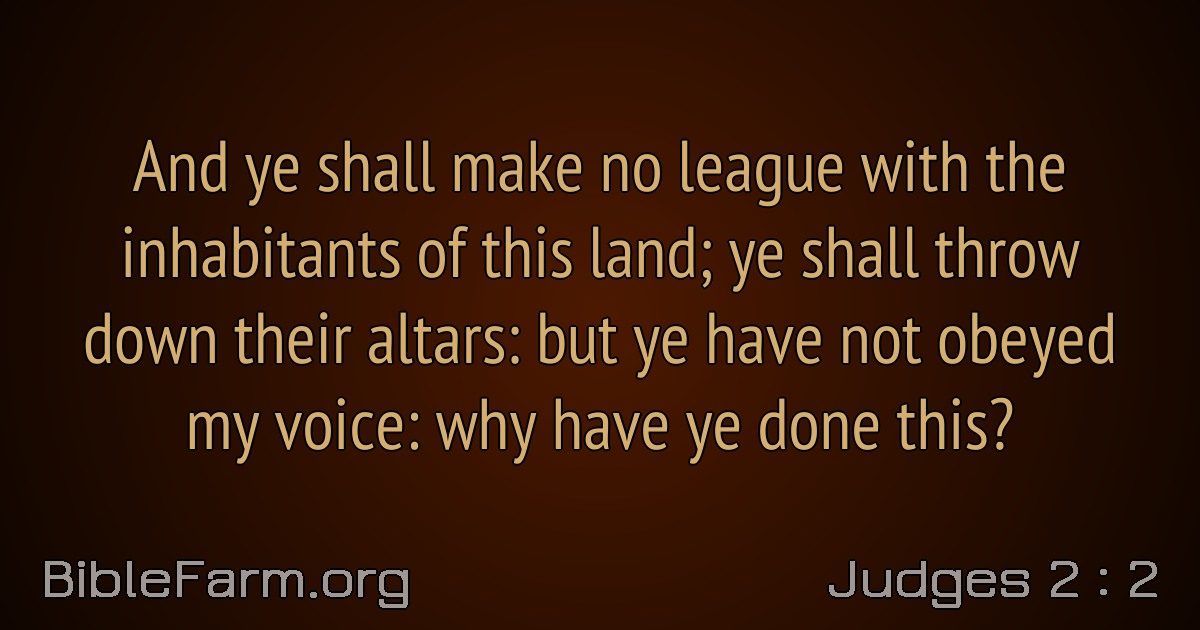 And ye shall make no league with the
inhabitants of this land; ye shall throw
down their altars: but ye have not obeyed
my voice: why have ye done this?
BibleFarm.org
Judges 2 : 2